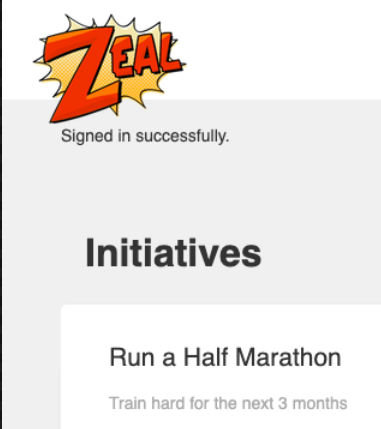 ZEAL
Signed in successfully.
Initiatives
Run a Half Marathon
Train hard for the next 3 months